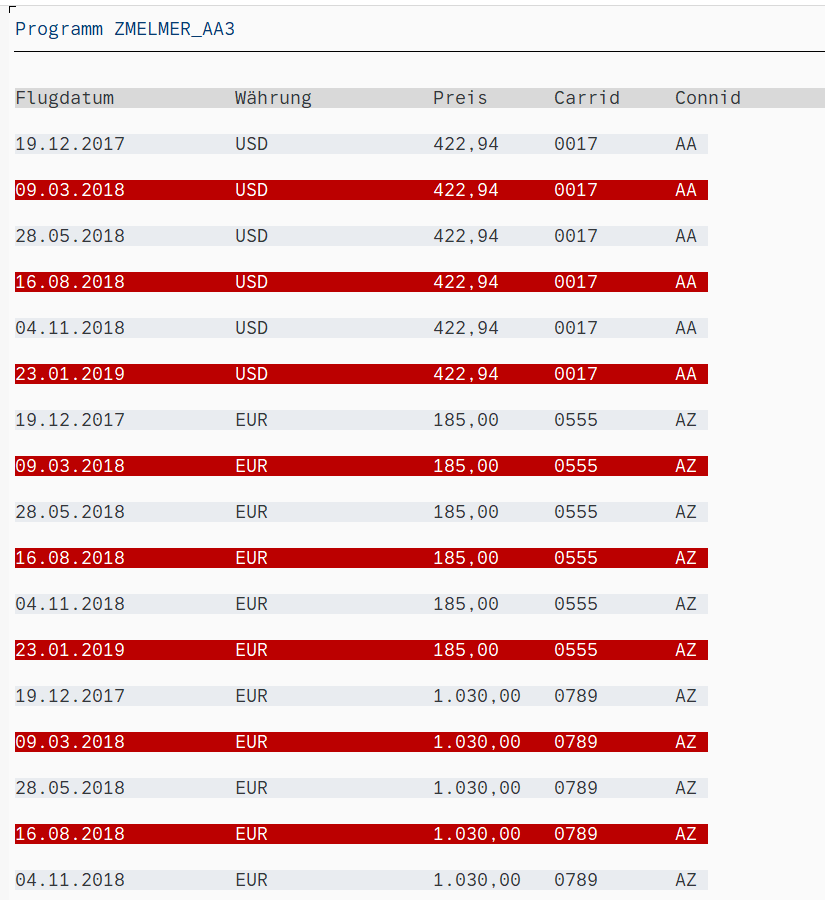 Programm ZMELMER_AA3
Flugdatum Währung Preis Carrid Connid
19.12.2017 USD 422,94 0017 AA
09.03.2018 USD 422,94 0017 AA
28.05.2018 USD 422,94 0017 AA
16.08.2018 USD 422,94 0017 AA
04.11.2018 USD 422,94 0017 AA
23.01.2019 USD 422,94 0017 AA
19.12.2017 EUR 185,00 0555 AZ
09.03.2018 EUR 185,00 0555 AZ
28.05.2018 EUR 185,00 0555 AZ
16.08.2018 EUR 185,00 0555 AZ
04.11.2018 EUR 185,00 0555 AZ
23.01.2019 EUR 185,00 0555 AZ
19.12.2017 EUR 1.030,00 0789 AZ
09.03.2018 EUR 1.030,00 0789 AZ
28.05.2018 EUR 1.030,00 0789 AZ
16.08.2018 EUR 1.030,00 0789 AZ
04.11.2018 EUR 1.030,00 0789 AZ